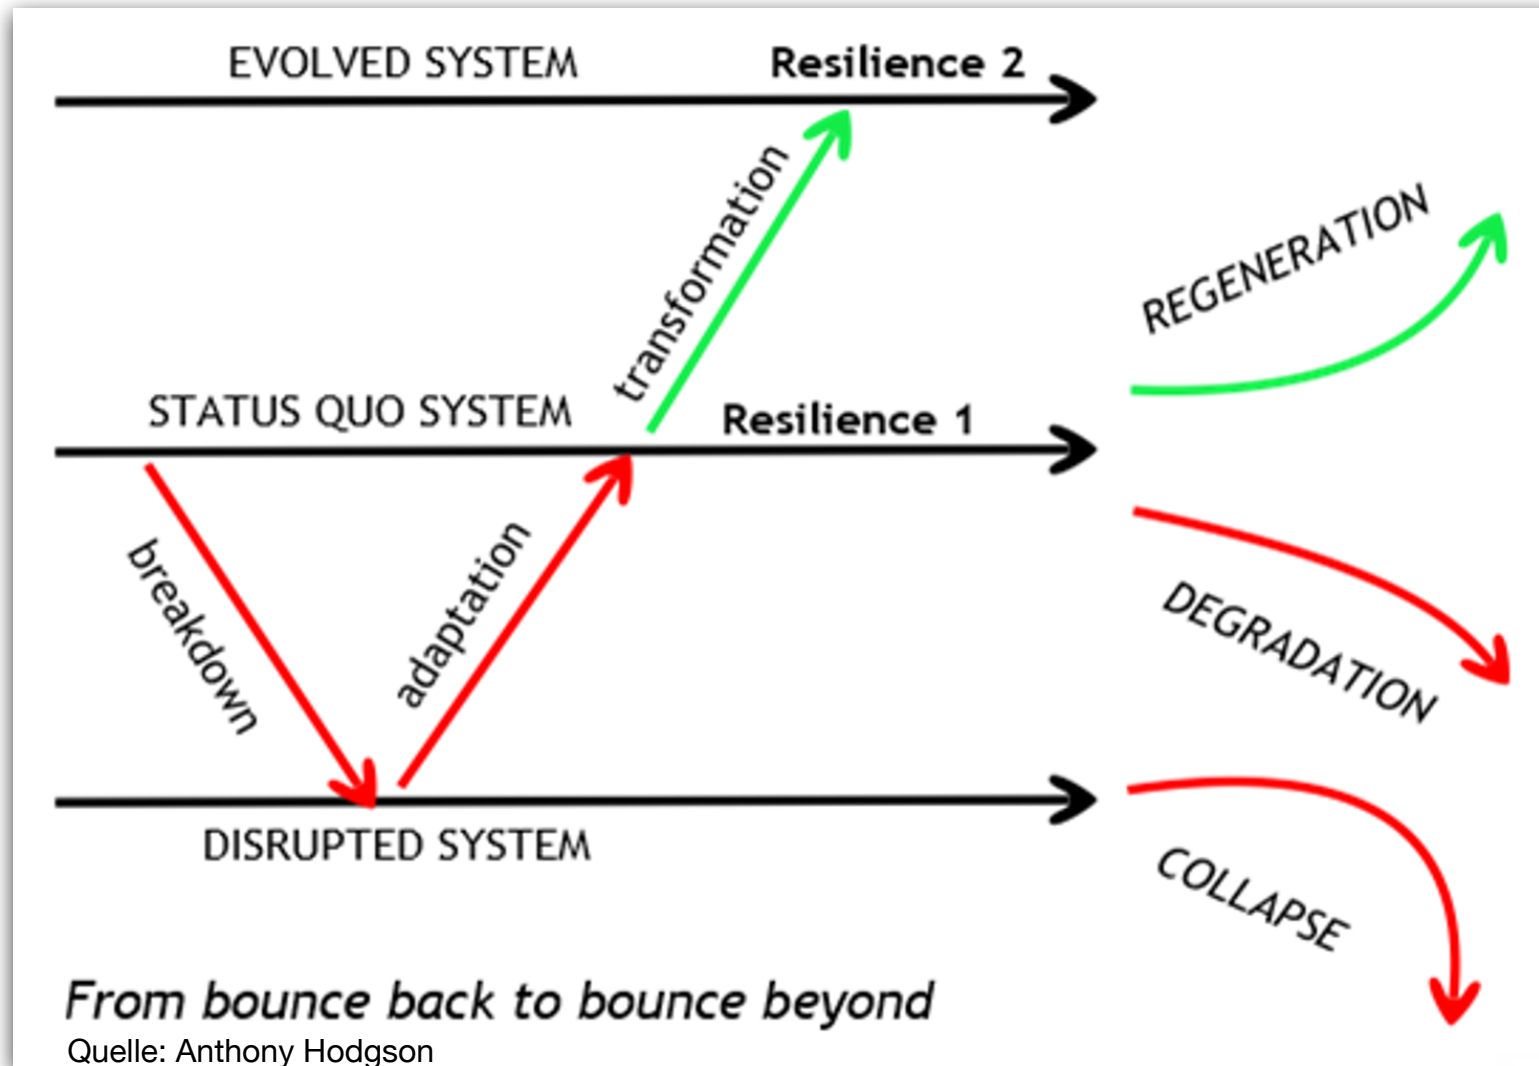 EVOLVED SYSTEM
Resilience 2
transformation
REGENERATION
STATUS QUO SYSTEM
Resilience 1
breakdown
adaptation
DEGRADATION
DISRUPTED SYSTEM
COLLAPSE
From bounce back to bounce beyond
Quelle: Anthony Hodgson